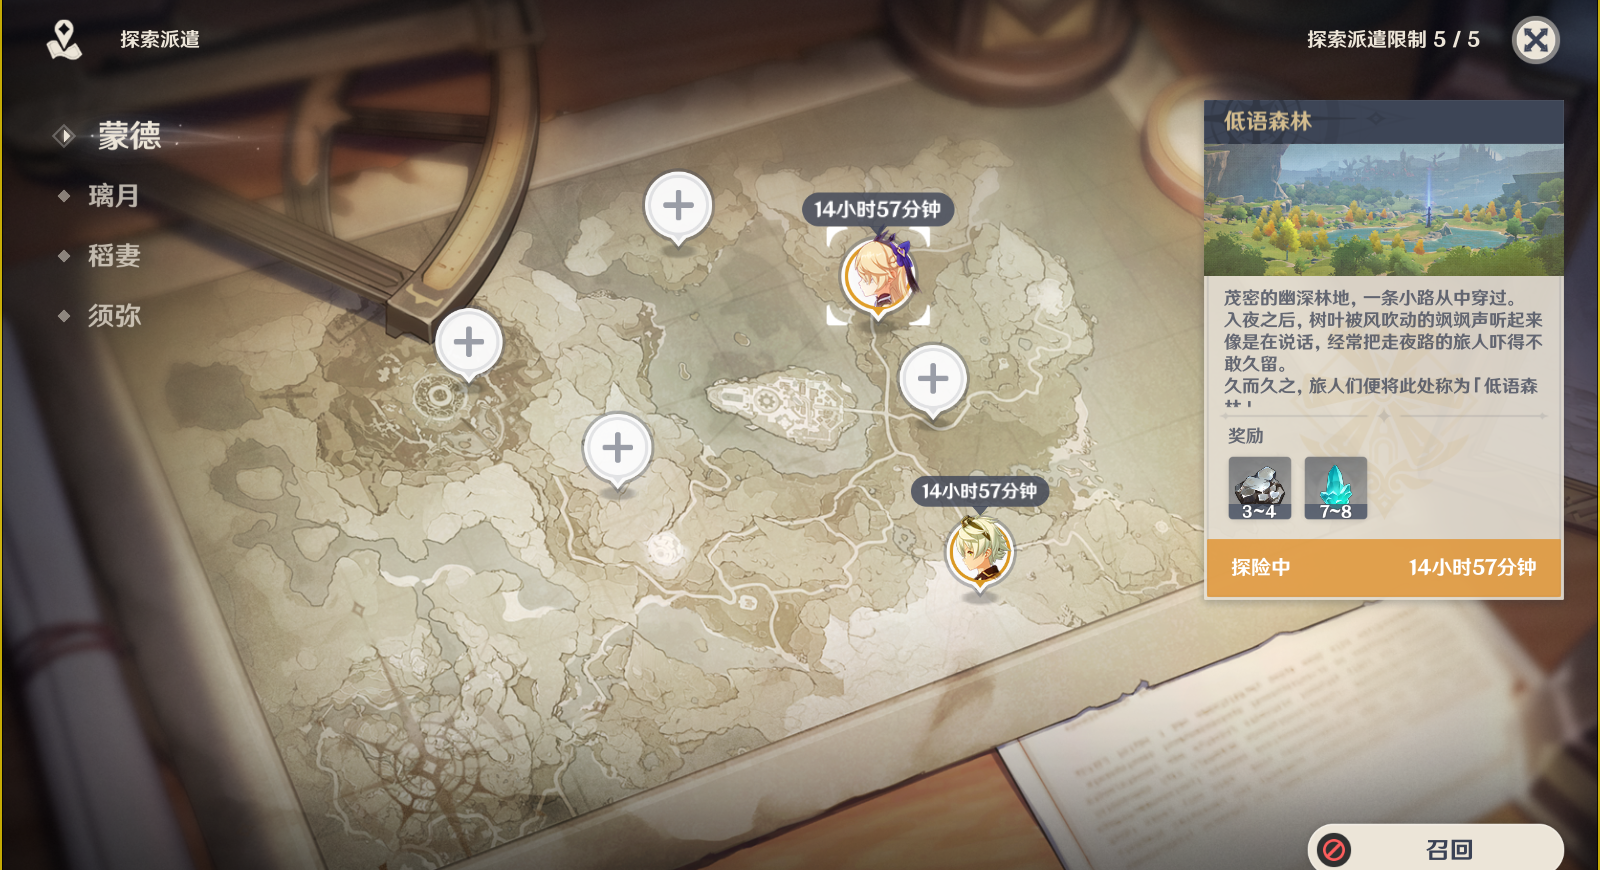 探索派遣
探索派遣限制 5 / 5
蒙德
璃月
稻妻
须弥
14小时57分钟
14小时57分钟
低语森林
茂密的幽深林地，一条小路从中穿过。
入夜之后，树叶被风吹动的飒飒声听起来
像是在说话，经常把走夜路的旅人吓得不
敢久留。
久而久之，旅人们便将此处称为「低语森
奖励
3~4
7~8
探险中
14小时57分钟
召回